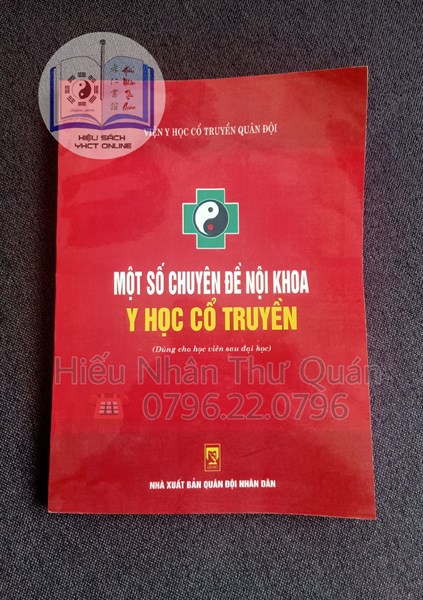 VIỆN Y HỌC CỔ TRUYỀN QUÂN ĐỘI
HIỆU SÁCH
YHCT ONLINE
MỘT SỐ CHUYÊN ĐỀ NỘI KHOA
Y HỌC CỔ TRUYỀN
(Dùng cho học viên sau đại học)
Hiếu Nhân Thư Quán
0796.22.0796
NHÀ XUẤT BẢN QUÂN ĐỘI NHÂN DÂN